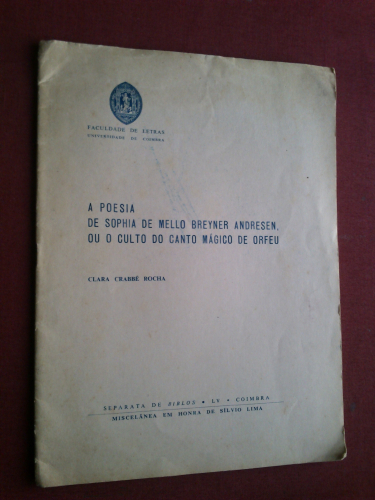 FACULDADE DE LETRAS
UNIVERSIDADE DE COIMBRA
A POESIA
DE SOPHIA DE MELLO BREYNER ANDRESEN,
OU O CULTO DO CANTO MÁGICO DE ORFEU
CLARA CRABBÉ ROCHA
SEPARATA DE BIBLOS • LV • COIMBRA
MISCELÂNEA EM HONRA DE SÍLVIO LIMA